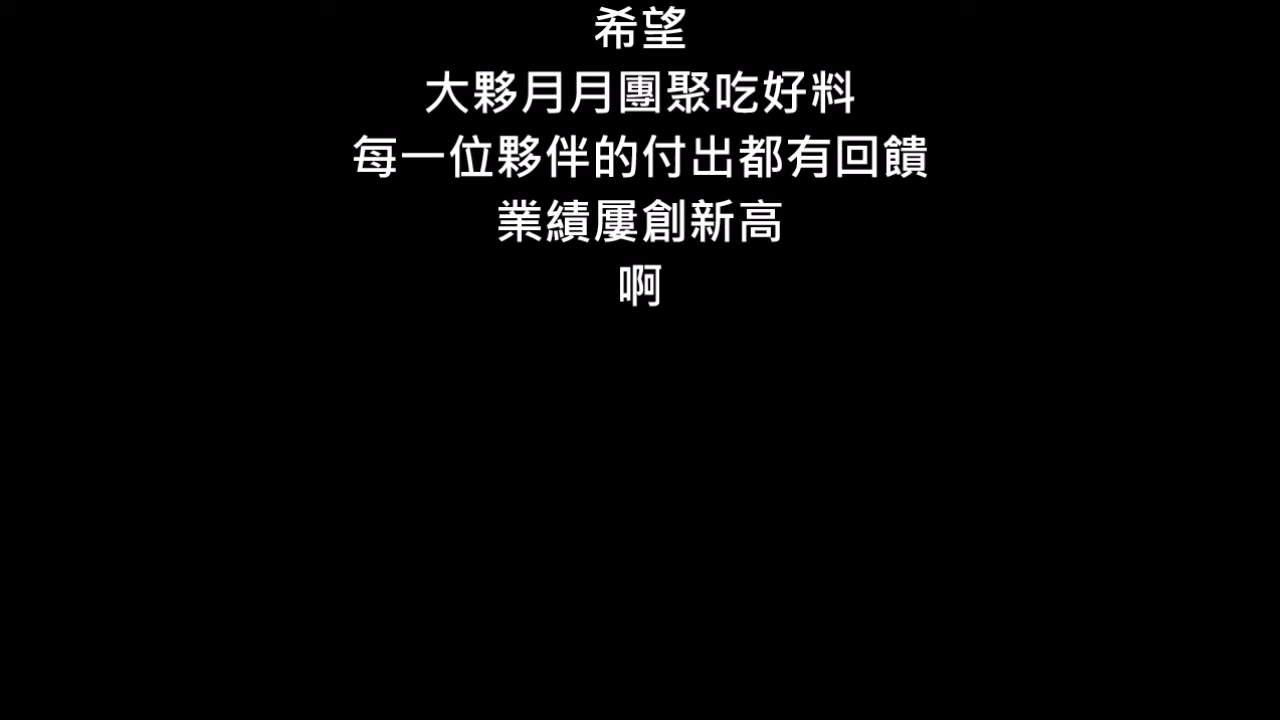 希望
大夥月月團聚吃好料
每一位夥伴的付出都有回饋
業績屢創新高
啊